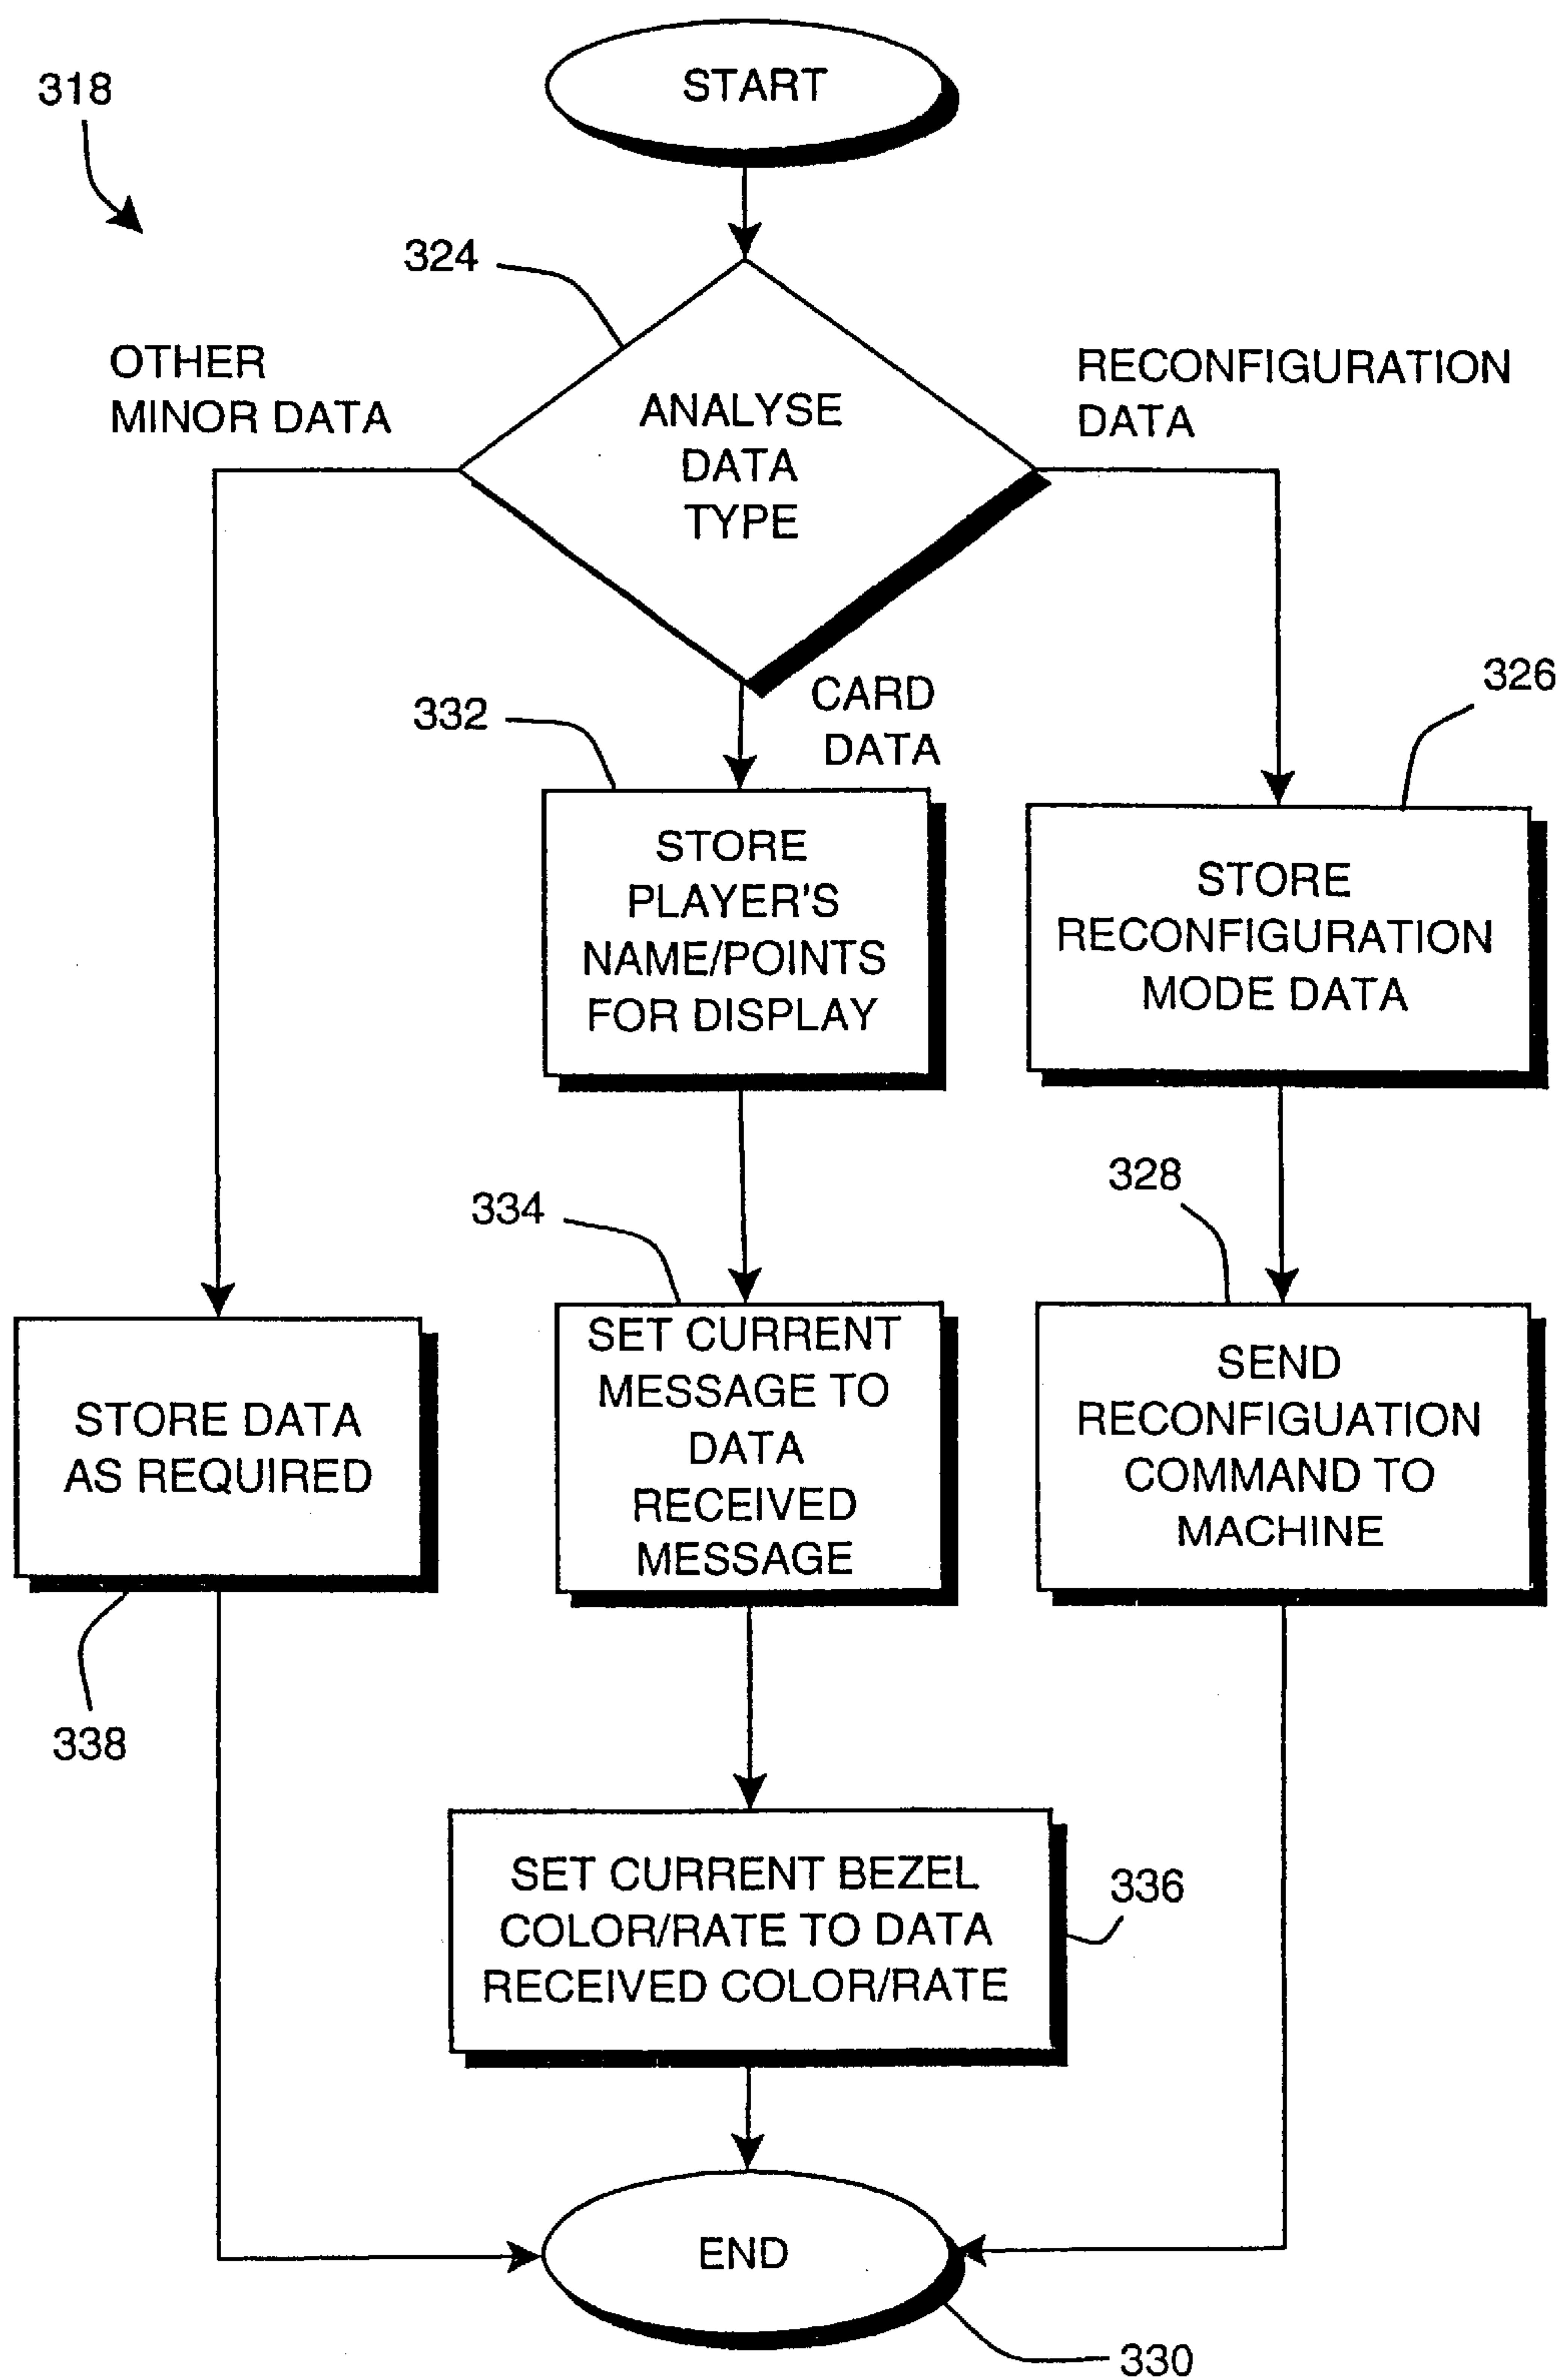 START
318
324
OTHER
MINOR DATA
ANALYSE
DATA
TYPE
RECONFIGURATION
DATA
332
CARD
DATA
326
STORE
PLAYER'S
NAME/POINTS
FOR DISPLAY
STORE
RECONFIGURATION
MODE DATA
334
328
STORE DATA
AS REQUIRED
SET CURRENT
MESSAGE TO
DATA
RECEIVED
MESSAGE
SEND
RECONFIGUATION
COMMAND TO
MACHINE
338
SET CURRENT BEZEL
COLOR/RATE TO DATA
RECEIVED COLOR/RATE
336
END
330